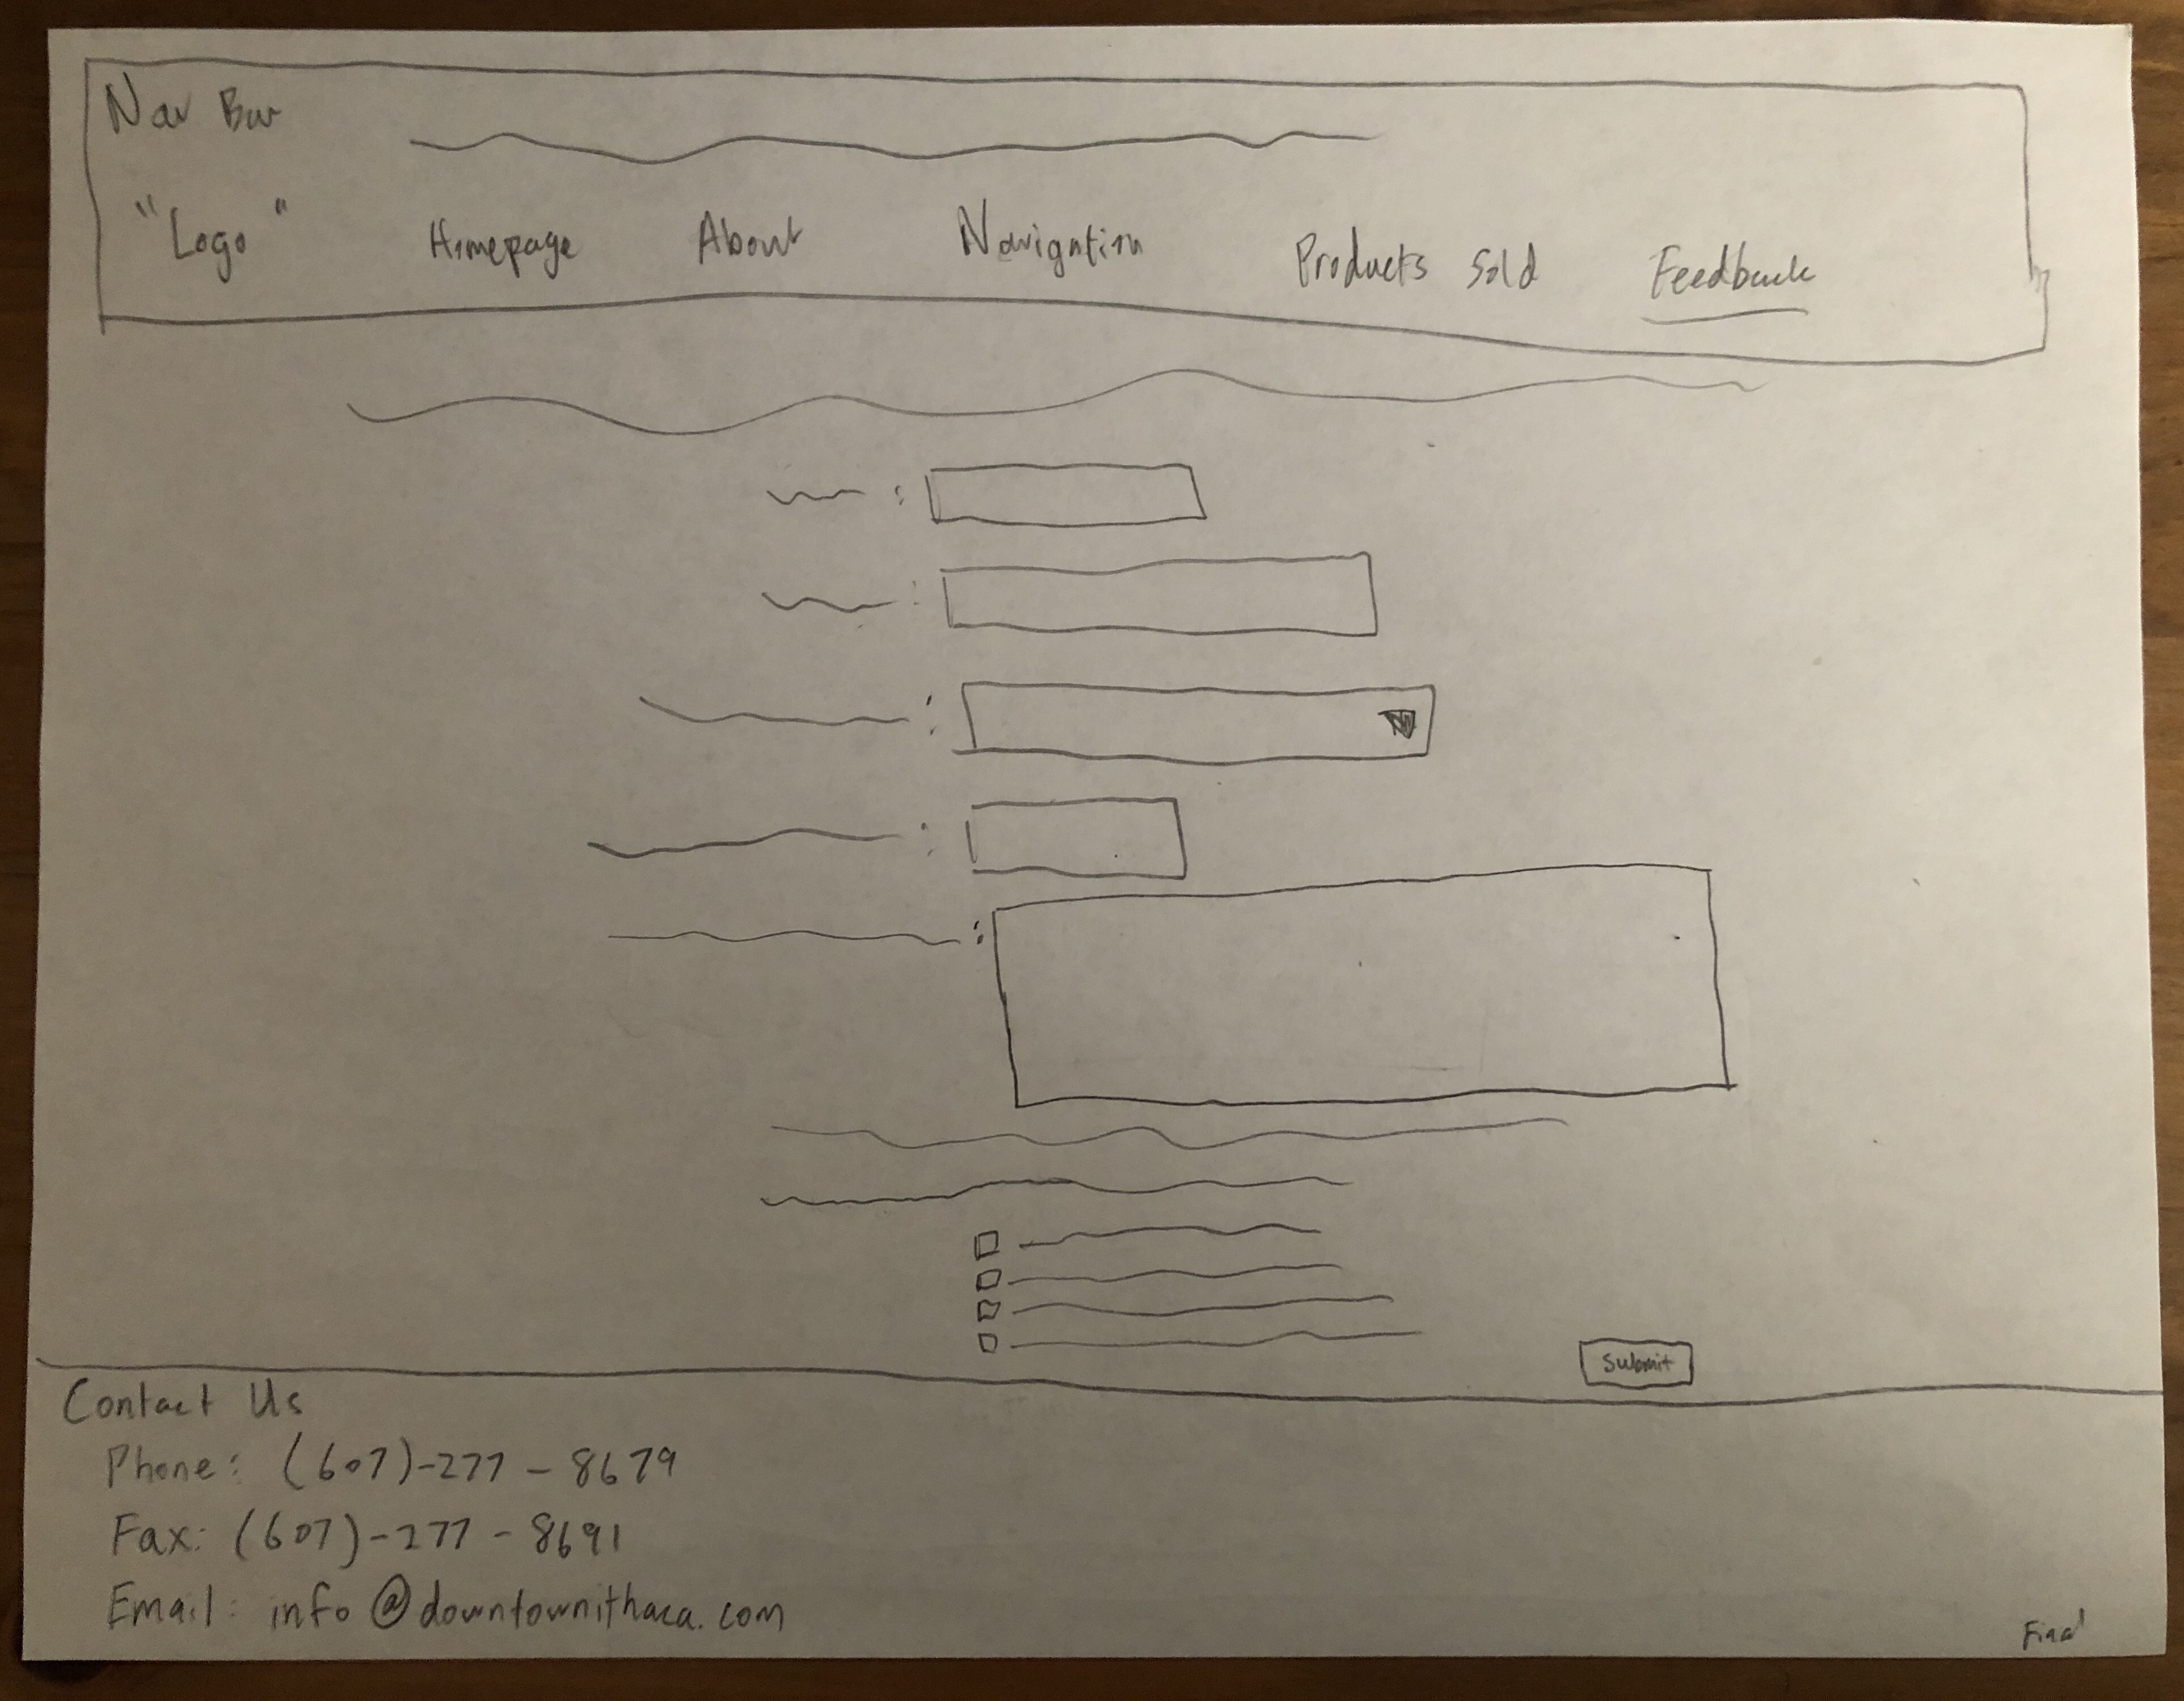 Nav Bar
"Logo" Homepage About Navigation Products Sold Feedback
:
:
:
:
:
Submit
Contact Us
Phone: (607)-277-8679
Fax: (607)-277-8691
Email: info@downtownithaca.com
Final